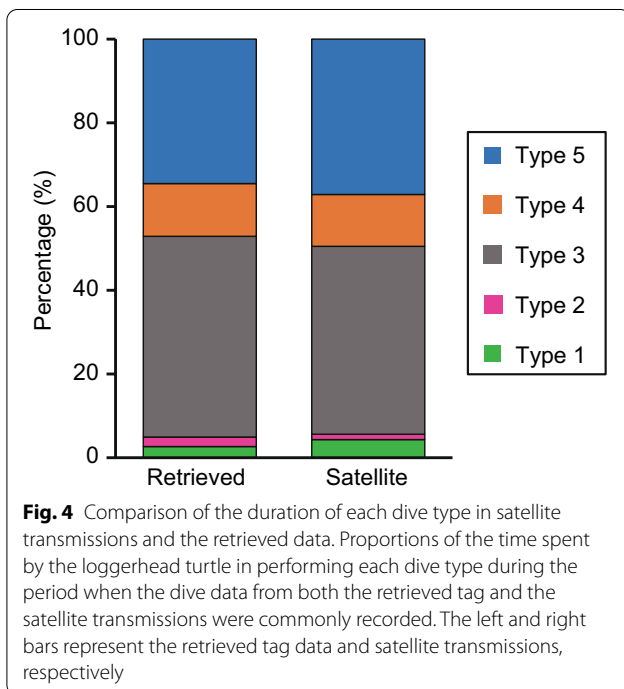 100
80
60
40
20
0
Percentage (%)
Retrieved
Satellite
Type 5
Type 4
Type 3
Type 2
Type 1
Fig. 4 Comparison of the duration of each dive type in satellite
transmissions and the retrieved data. Proportions of the time spent
by the loggerhead turtle in performing each dive type during the
period when the dive data from both the retrieved tag and the
satellite transmissions were commonly recorded. The left and right
bars represent the retrieved tag data and satellite transmissions,
respectively